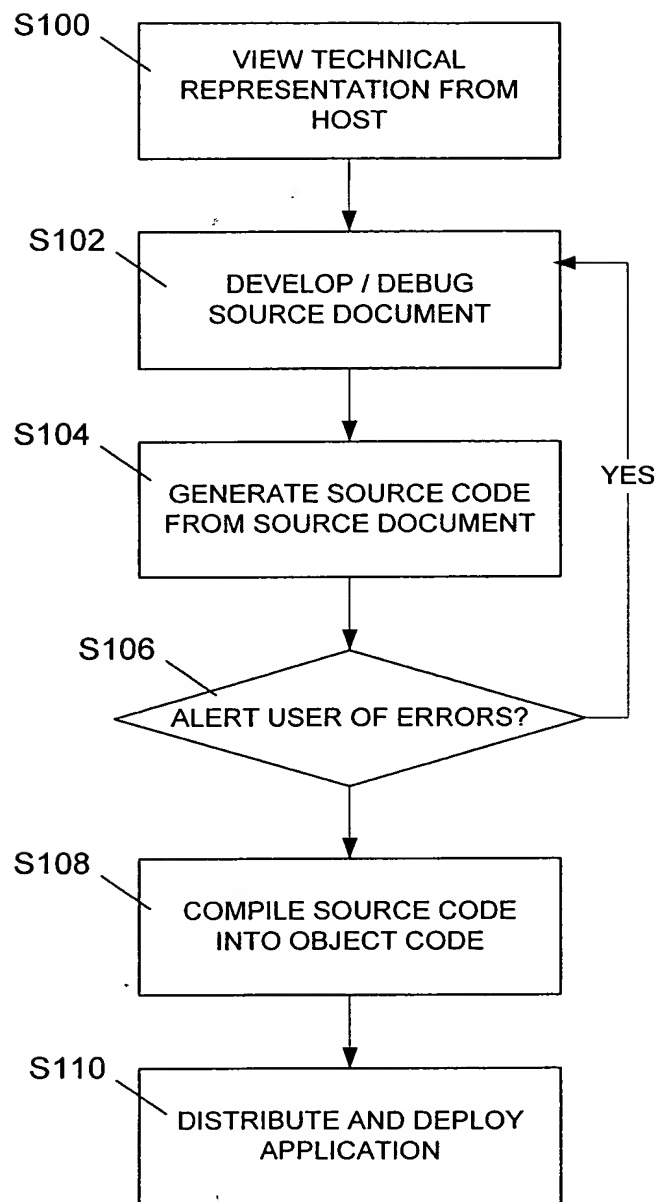 S100
VIEW TECHNICAL
REPRESENTATION FROM
HOST
S102
DEVELOP / DEBUG
SOURCE DOCUMENT
S104
GENERATE SOURCE CODE
FROM SOURCE DOCUMENT
YES
S106
ALERT USER OF ERRORS?
S108
COMPILE SOURCE CODE
INTO OBJECT CODE
S110
DISTRIBUTE AND DEPLOY
APPLICATION